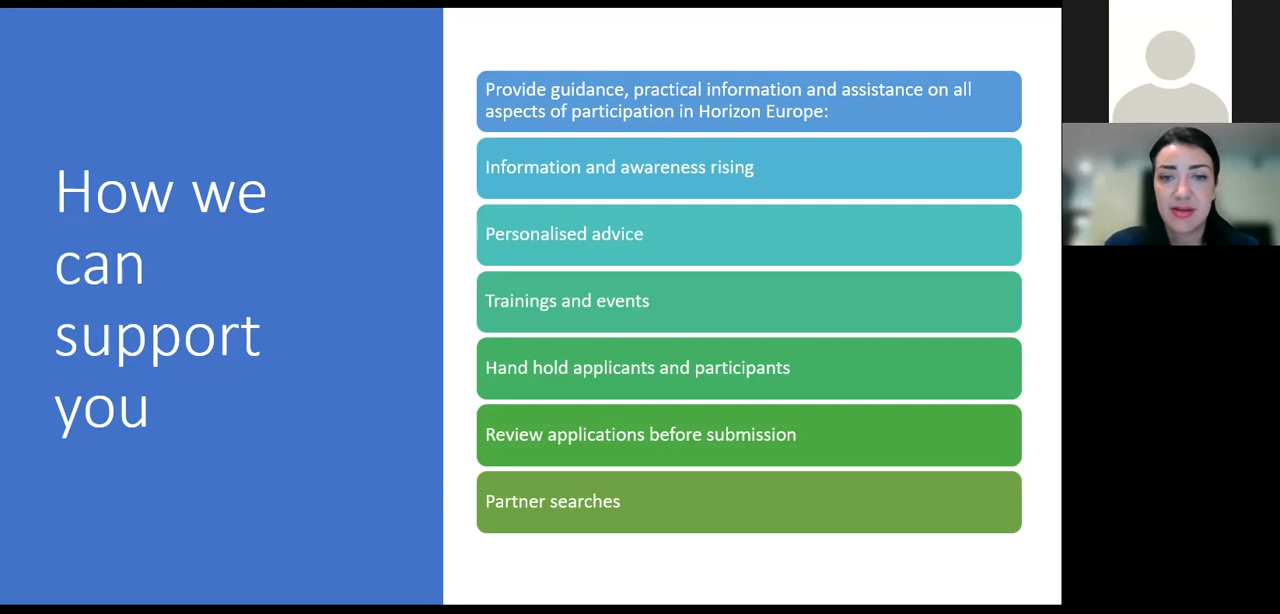 How we
can
support
you
Provide guidance, practical information and assistance on all
aspects of participation in Horizon Europe:
Information and awareness rising
Personalised advice
Trainings and events
Hand hold applicants and participants
Review applications before submission
Partner searches